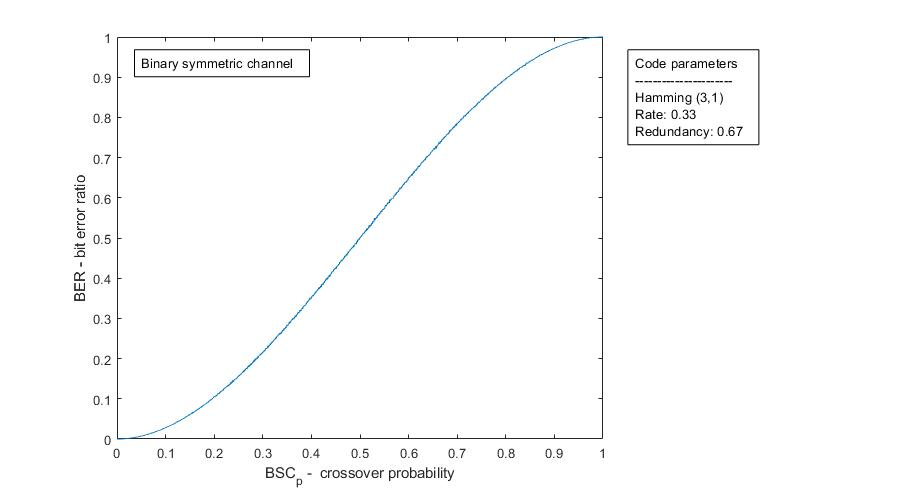 Binary symmetric channel
Code parameters
----------------------
Hamming (3,1)
Rate: 0.33
Redundancy: 0.67
BER - bit error ratio
1
0.9
0.8
0.7
0.6
0.5
0.4
0.3
0.2
0.1
0
0 0.1 0.2 0.3 0.4 0.5 0.6 0.7 0.8 0.9 1
BSCp - crossover probability